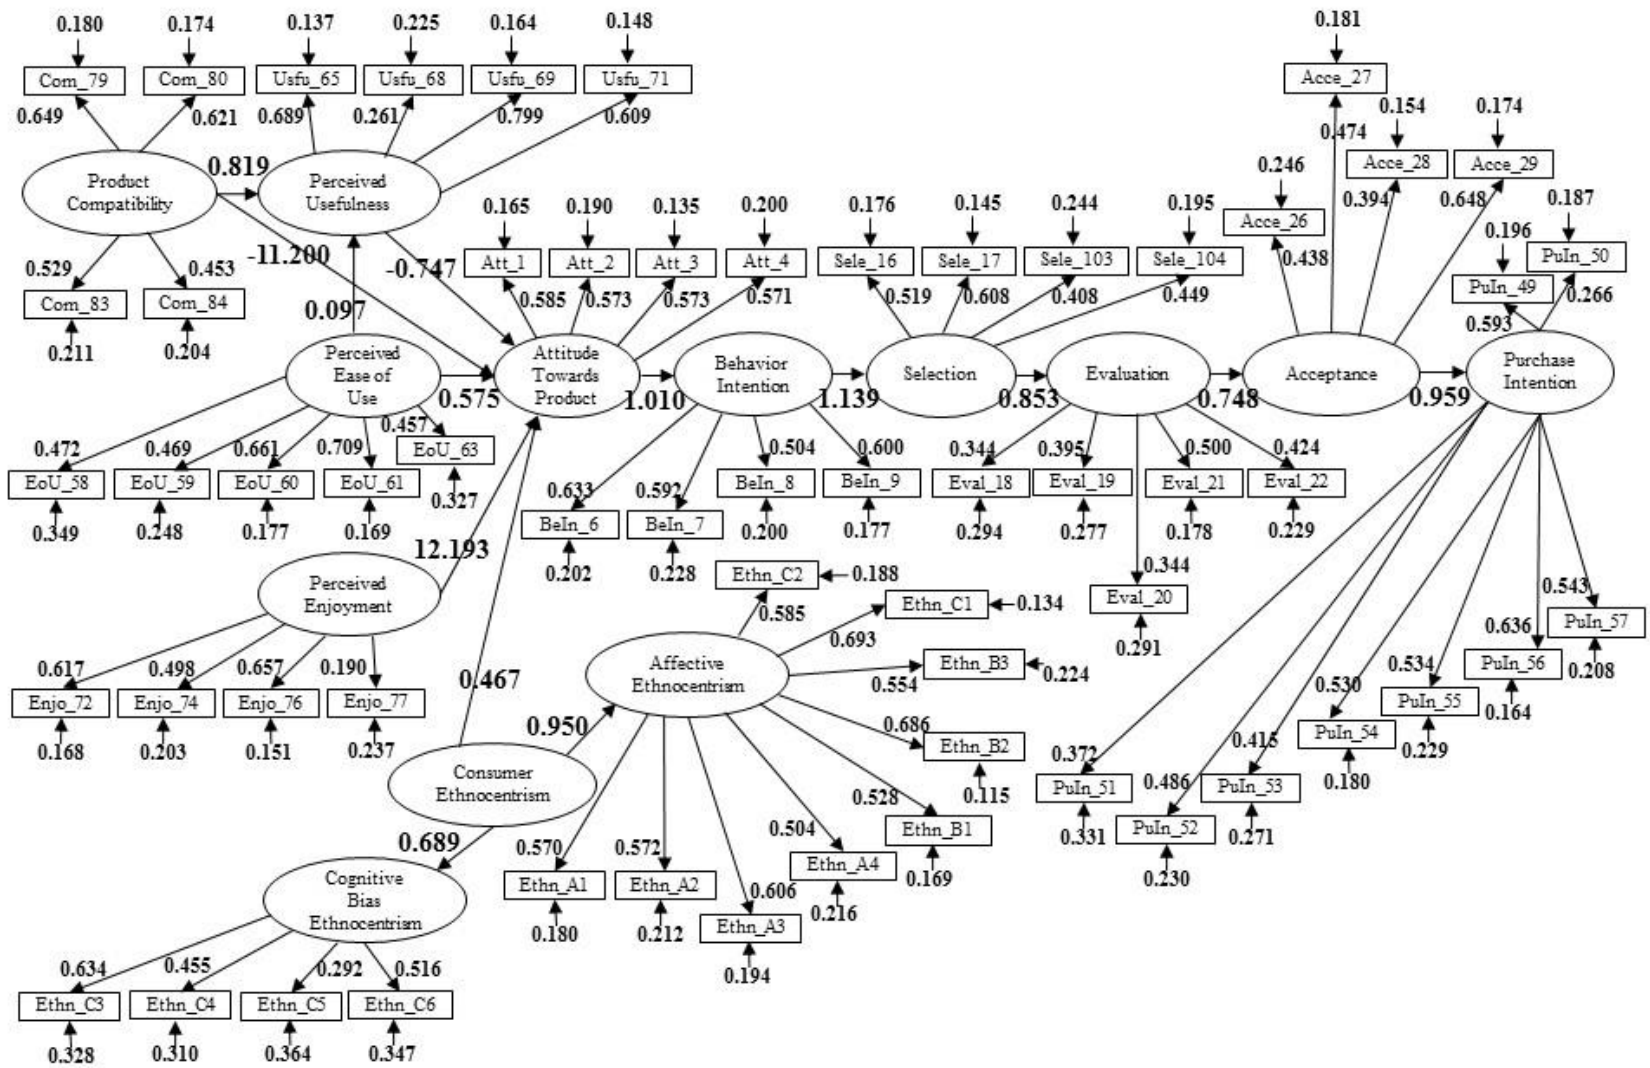 0.180 0.174 0.137 0.225 0.164 0.148 0.181
Com_79 Com_80 Usfu_65 Usfu_68 Usfu_69 Usfu_71 Acce_27
0.649 0.621 0.689 0.261 0.799 0.609 0.474
0.154 0.174
Acce_28 Acce_29
0.394 0.648
Product
Compatibility
0.819
Perceived
Usefulness
0.246
Acce_26
0.438
0.187
PuIn_50
0.266
0.196
PuIn_49
0.593
0.165 0.190 0.135 0.200 0.176 0.145 0.244 0.195
Att_1 Att_2 Att_3 Att_4 Sele_16 Sele_17 Sele_103 Sele_104
0.585 0.573 0.573 0.571 0.519 0.608 0.408 0.449
-11.200 -0.747
0.529 0.453
Com_83 Com_84
0.211 0.204
0.097
Perceived
Ease of
Use
0.575
Attitude
Towards
Product
1.010
Behavior
Intention
1.139
Selection
0.853
Evaluation
0.748
Acceptance
0.959
Purchase
Intention
0.472 0.469 0.661 0.709 0.457
EoU_58 EoU_59 EoU_60 EoU_61 EoU_63
0.349 0.248 0.177 0.169 0.327
0.633 0.592 0.504 0.600
BeIn_6 BeIn_7 BeIn_8 BeIn_9
0.202 0.228 0.200 0.177
0.344 0.395 0.500 0.424
Eval_18 Eval_19 Eval_21 Eval_22
0.294 0.277 0.178 0.229
0.344
Eval_20
0.291
12.193
Perceived
Enjoyment
0.617 0.498 0.657 0.190
Enjo_72 Enjo_74 Enjo_76 Enjo_77
0.168 0.203 0.151 0.237
0.467
Ethn_C2 0.188
0.585
Ethn_C1 0.134
0.693
Affective
Ethnocentrism
Ethn_B3 0.224
0.554
0.686
Ethn_B2
0.115
0.950
Consumer
Ethnocentrism
0.689
0.528
Ethn_B1
0.169
0.504
Ethn_A4
0.216
0.570 0.572 0.606
Ethn_A1 Ethn_A2 Ethn_A3
0.180 0.212 0.194
0.543
PuIn_57
0.208
0.636
PuIn_56
0.164
0.534
PuIn_55
0.229
0.530
PuIn_54
0.180
0.415
PuIn_53
0.271
0.486
PuIn_52
0.230
0.372
PuIn_51
0.331
Cognitive
Bias
Ethnocentrism
0.634 0.455 0.292 0.516
Ethn_C3 Ethn_C4 Ethn_C5 Ethn_C6
0.328 0.310 0.364 0.347